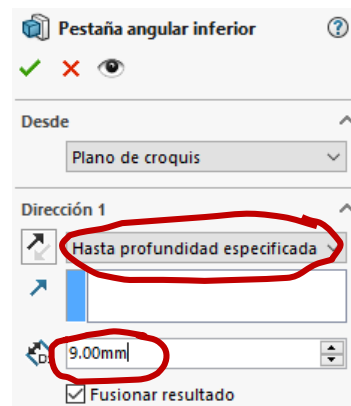 Pestaña angular inferior
Desde
Plano de croquis
Dirección 1
Hasta profundidad especificada
9.00mm
Fusionar resultado